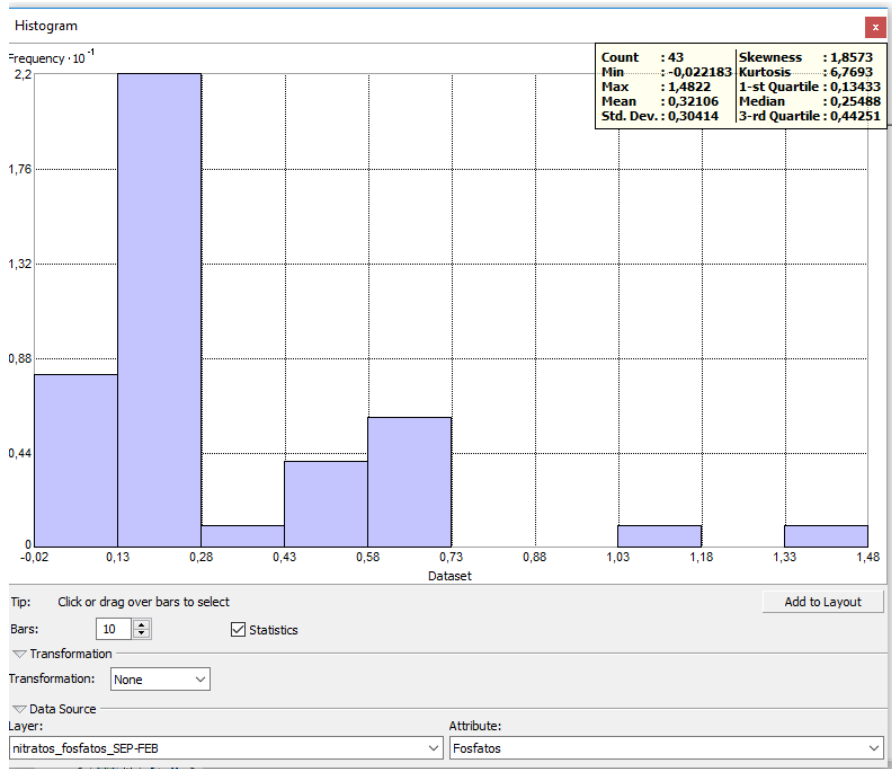 Histogram
x
Frequency · 10 -1
Count : 43 Skewness : 1,8573
Min : -0,022183 Kurtosis : 6,7693
Max : 1,4822 1-st Quartile : 0,13433
Mean : 0,32106 Median : 0,25488
Std. Dev. : 0,30414 3-rd Quartile : 0,44251
2,2
1,76
1,32
0,88
0,44
0
-0,02 0,13 0,28 0,43 0,58 0,73 0,88 1,03 1,18 1,33 1,48
Dataset
Tip: Click or drag over bars to select Add to Layout
Bars: 10 Statistics
Transformation
Transformation: None
Data Source
Layer: Attribute:
nitratos_fosfatos_SEP-FEB Fosfatos